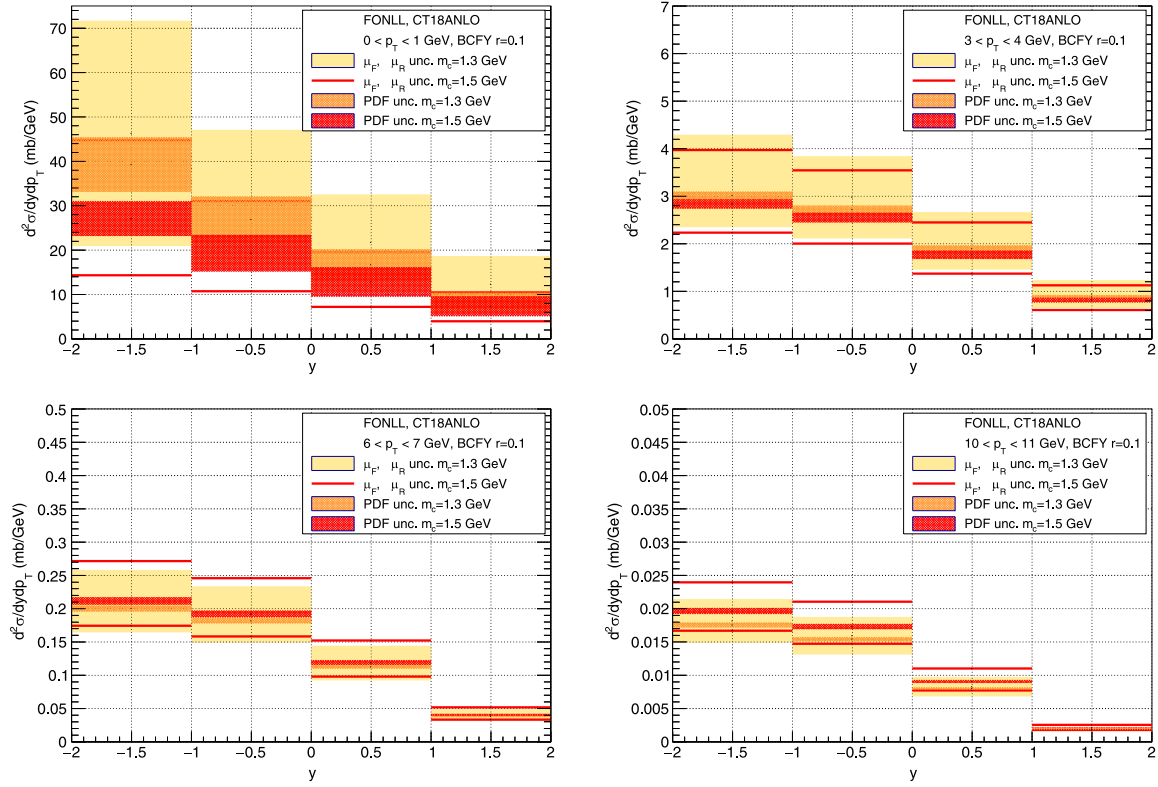 FONLL, CT18ANLO
0 < p_T < 1 GeV, BCFY r=0.1
μ_F, μ_R unc. m_c=1.3 GeV
μ_F, μ_R unc. m_c=1.5 GeV
PDF unc. m_c=1.3 GeV
PDF unc. m_c=1.5 GeV
d²σ/dydp_T (mb/GeV)
70
60
50
40
30
20
10
0
−2 −1.5 −1 −0.5 0 0.5 1 1.5 2
y
FONLL, CT18ANLO
3 < p_T < 4 GeV, BCFY r=0.1
μ_F, μ_R unc. m_c=1.3 GeV
μ_F, μ_R unc. m_c=1.5 GeV
PDF unc. m_c=1.3 GeV
PDF unc. m_c=1.5 GeV
d²σ/dydp_T (mb/GeV)
7
6
5
4
3
2
1
0
−2 −1.5 −1 −0.5 0 0.5 1 1.5 2
y
FONLL, CT18ANLO
6 < p_T < 7 GeV, BCFY r=0.1
μ_F, μ_R unc. m_c=1.3 GeV
μ_F, μ_R unc. m_c=1.5 GeV
PDF unc. m_c=1.3 GeV
PDF unc. m_c=1.5 GeV
d²σ/dydp_T (mb/GeV)
0.5
0.45
0.4
0.35
0.3
0.25
0.2
0.15
0.1
0.05
0
−2 −1.5 −1 −0.5 0 0.5 1 1.5 2
y
FONLL, CT18ANLO
10 < p_T < 11 GeV, BCFY r=0.1
μ_F, μ_R unc. m_c=1.3 GeV
μ_F, μ_R unc. m_c=1.5 GeV
PDF unc. m_c=1.3 GeV
PDF unc. m_c=1.5 GeV
d²σ/dydp_T (mb/GeV)
0.05
0.045
0.04
0.035
0.03
0.025
0.02
0.015
0.01
0.005
0
−2 −1.5 −1 −0.5 0 0.5 1 1.5 2
y